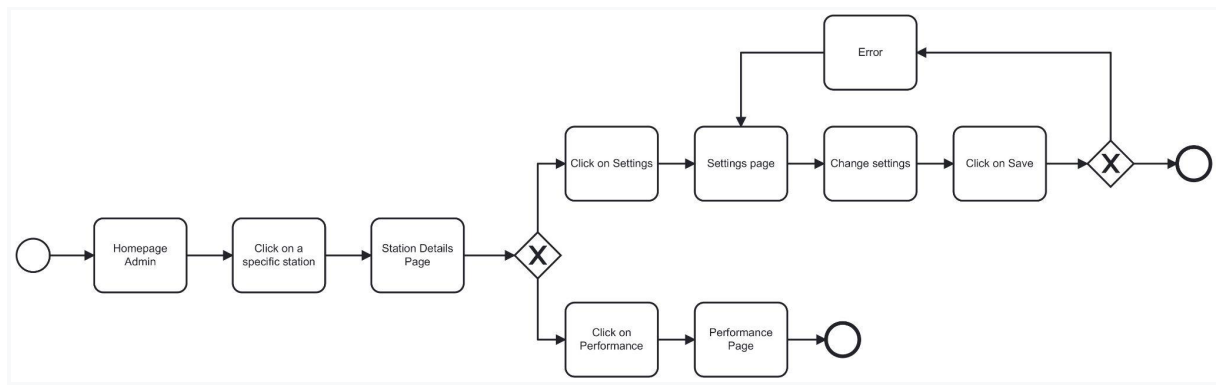 Error
Click on Settings
Settings page
Change settings
Click on Save
X
Homepage
Admin
Click on a
specific station
Station Details
Page
X
Click on
Performance
Performance
Page